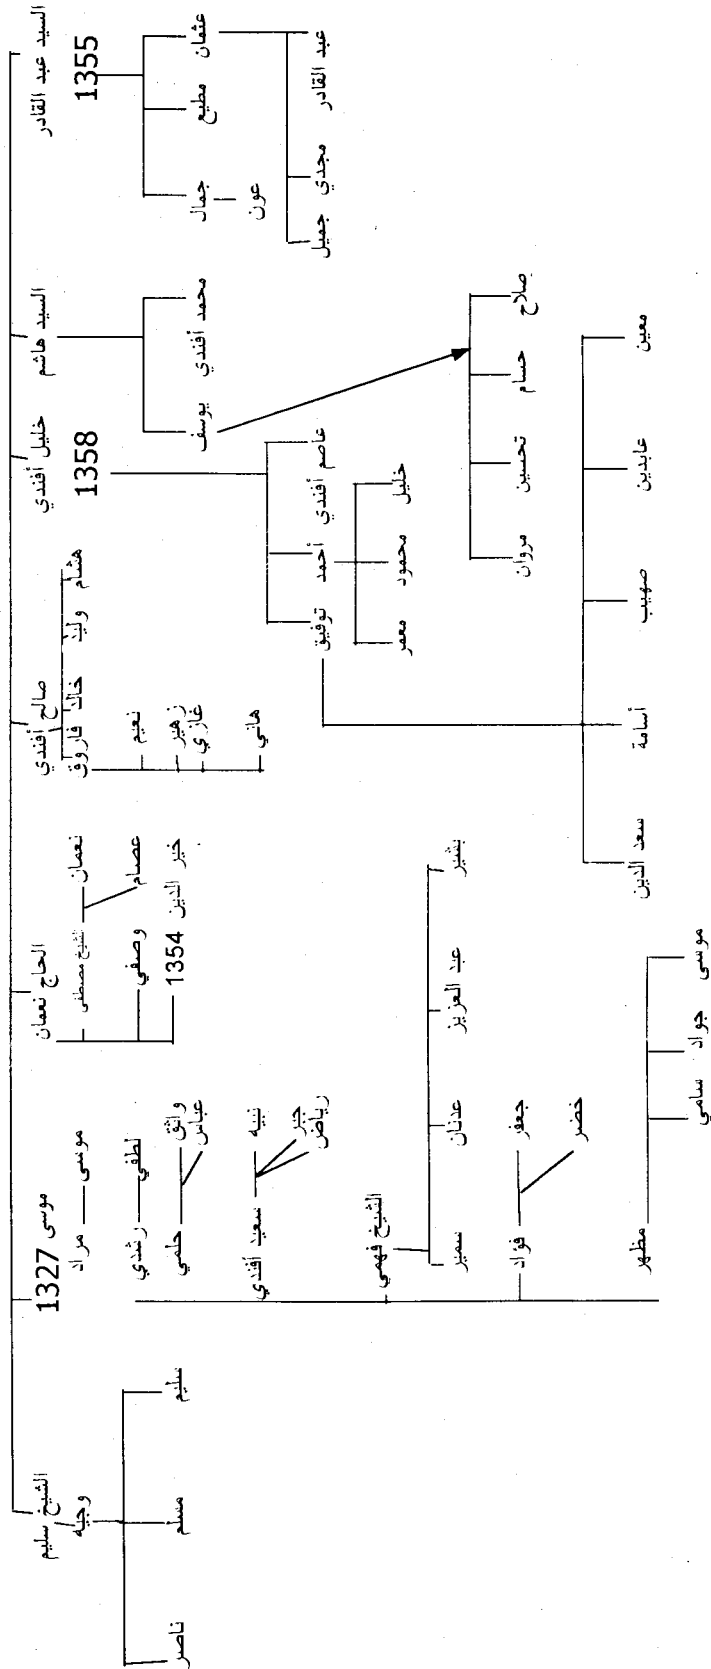 السيد عبد القادر
1355
عثمان
مطيع
جمال
عون
عبد القادر
مجدي
جميل
السيد هاشم
محمد أفندي
يوسف
صلاح
حسام
تحسين
مروان
خليل أفندي
1358
عاصم أفندي
أحمد
توفيق
خليل
محمود
معمر
معين
عابدين
صهيب
أسامة
سعد الدين
صالح أفندي
هشام
وليد
خالد
فاروق
نعيم
زهير
غازي
هاني
الحاج نعمان
الشيخ مصطفى
نعمان
عصام
وصفي
خير الدين 1354
موسى 1327
مراد
موسى
رشدي
لطفي
حلمي
واثق
عباس
سعيد أفندي
نبيه
جبر
رياض
الشيخ فهمي
بشير
عبد العزيز
عدنان
سمير
فؤاد
جعفر
خضر
مظهر
موسى
جواد
سامي
الشيخ سليم
وجيه
سليم
مسلم
ناصر